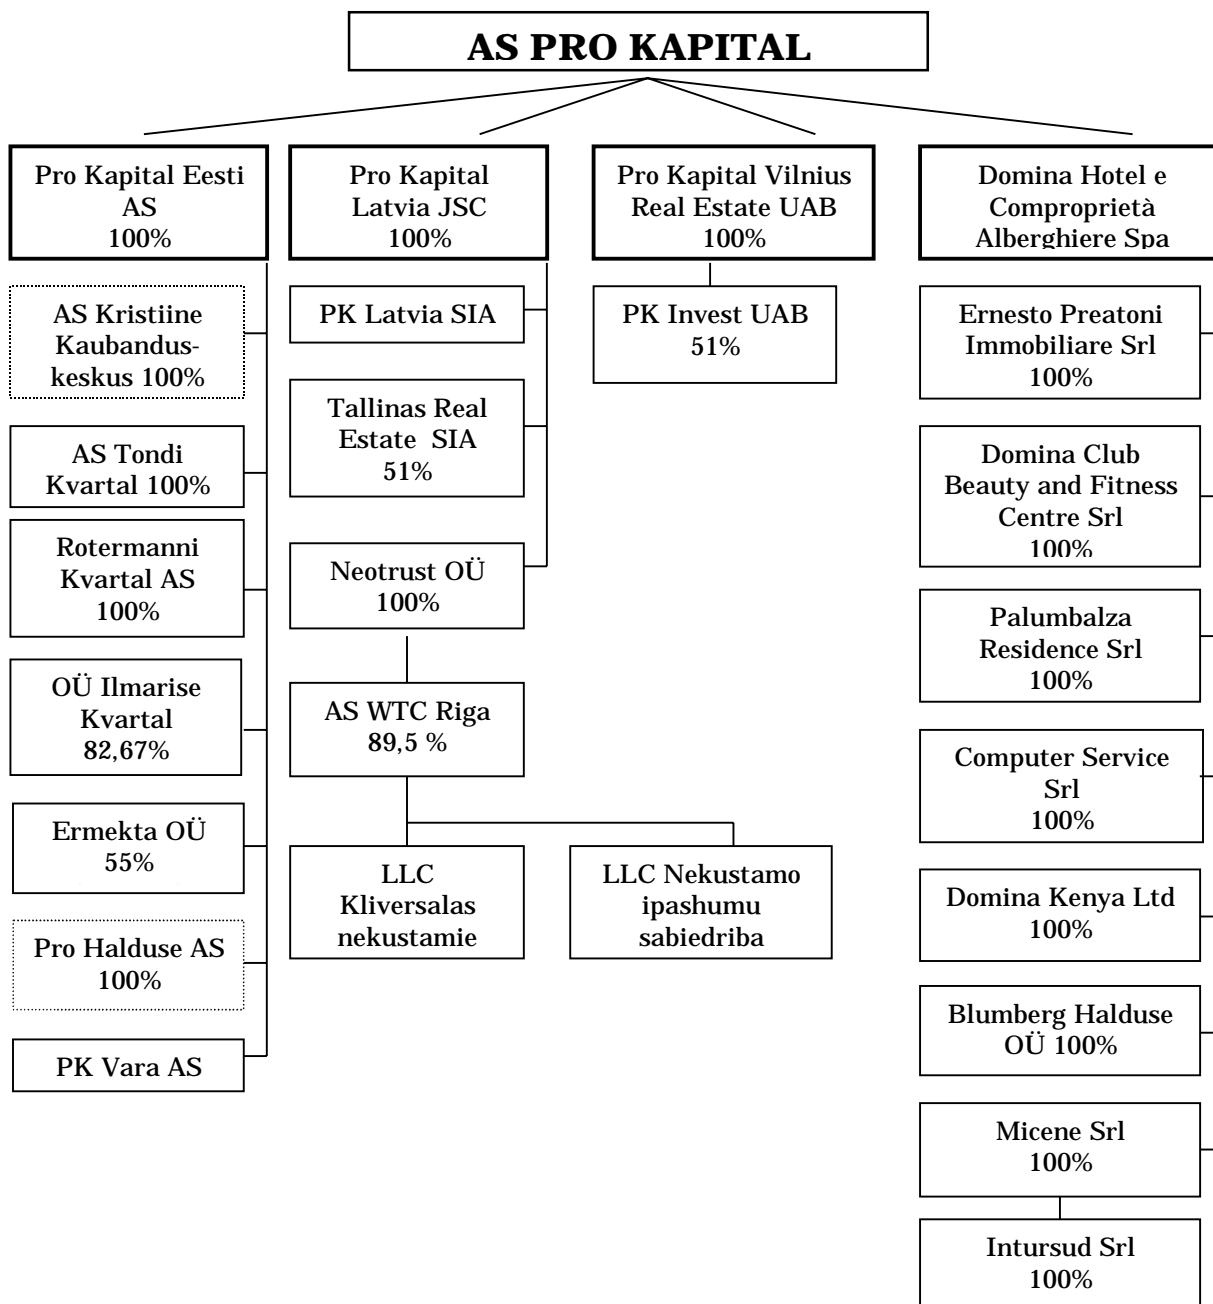 AS PRO KAPITAL
Pro Kapital Eesti
AS
100%
Pro Kapital
Latvia JSC
100%
Pro Kapital Vilnius
Real Estate UAB
100%
Domina Hotel e
Comproprietà
Alberghiere Spa
AS Kristiine
Kaubandus-
keskus 100%
AS Tondi
Kvartal 100%
Rotermanni
Kvartal AS
100%
OÜ Ilmarise
Kvartal
82,67%
Ermekta OÜ
55%
Pro Halduse AS
100%
PK Vara AS
PK Latvia SIA
Tallinas Real
Estate SIA
51%
Neotrust OÜ
100%
AS WTC Riga
89,5 %
LLC
Kliversalas
nekustamie
LLC Nekustamo
ipashumu
sabiedriba
PK Invest UAB
51%
Ernesto Preatoni
Immobiliare Srl
100%
Domina Club
Beauty and Fitness
Centre Srl
100%
Palumbalza
Residence Srl
100%
Computer Service
Srl
100%
Domina Kenya Ltd
100%
Blumberg Halduse
OÜ 100%
Micene Srl
100%
Intursud Srl
100%